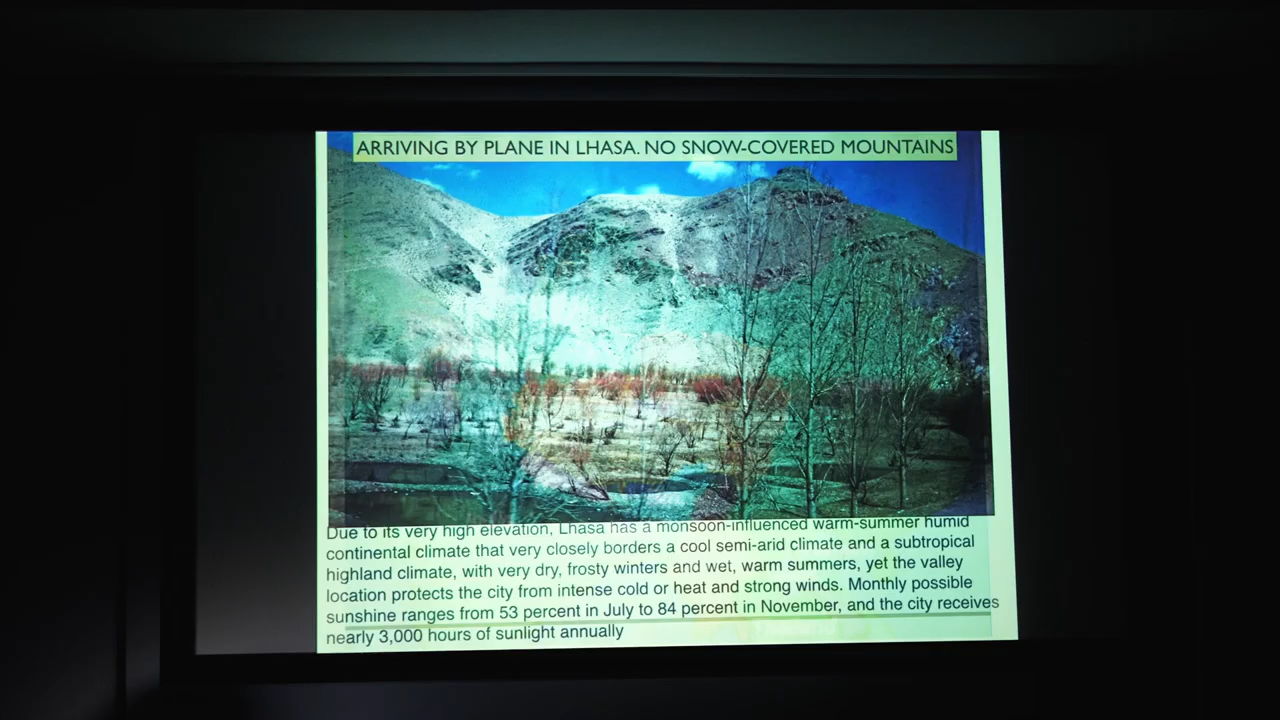 ARRIVING BY PLANE IN LHASA. NO SNOW-COVERED MOUNTAINS
Due to its very high elevation, Lhasa has a monsoon-influenced warm-summer humid
continental climate that very closely borders a cool semi-arid climate and a subtropical
highland climate, with very dry, frosty winters and wet, warm summers, yet the valley
location protects the city from intense cold or heat and strong winds. Monthly possible
sunshine ranges from 53 percent in July to 84 percent in November, and the city receives
nearly 3,000 hours of sunlight annually